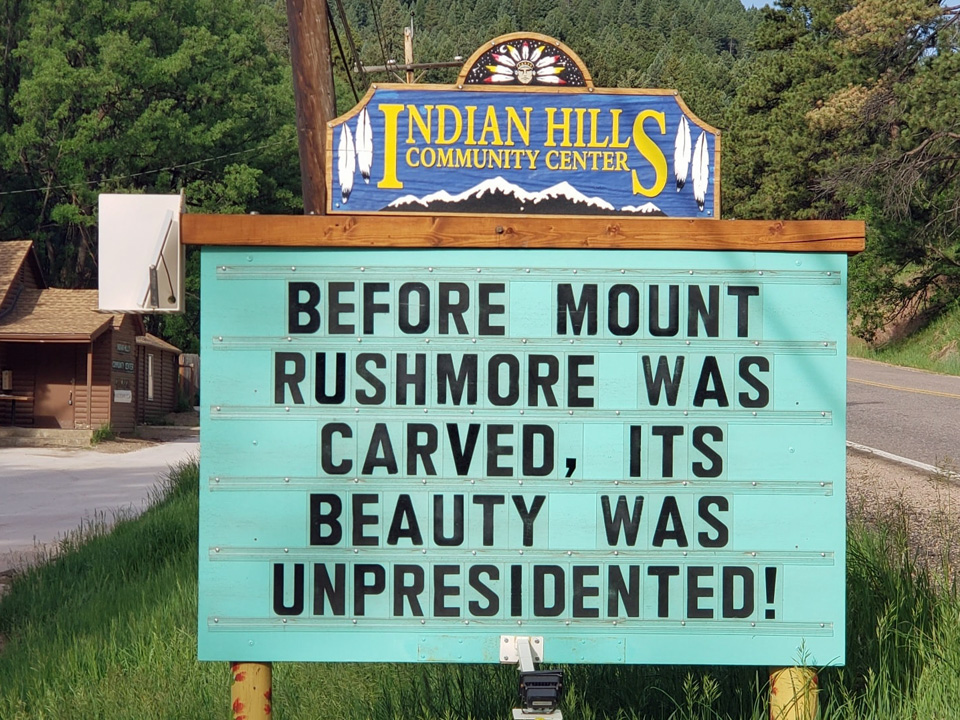 INDIAN HILLS
COMMUNITY CENTER
BEFORE MOUNT
RUSHMORE WAS
CARVED, ITS
BEAUTY WAS
UNPRESIDENTED!